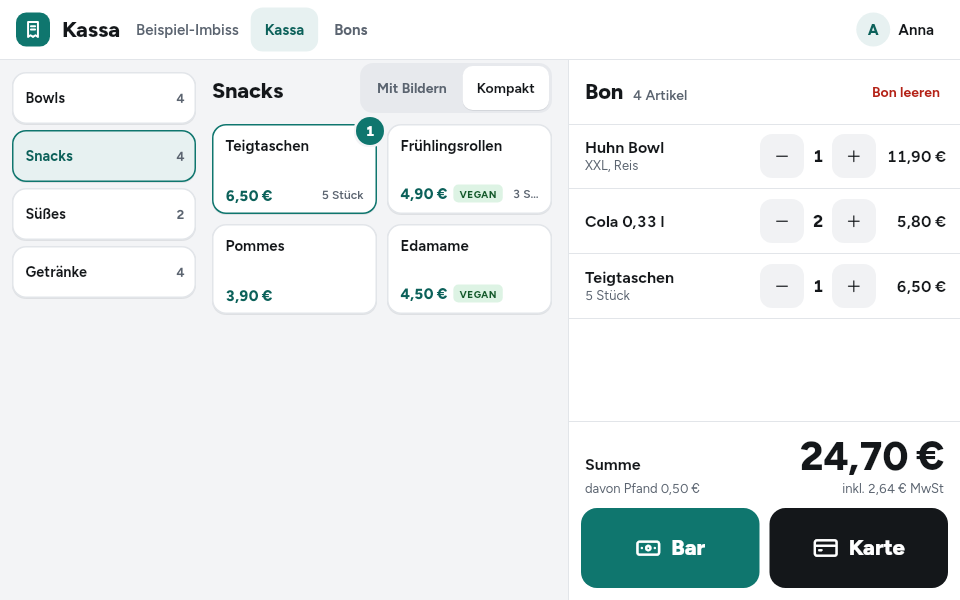 Kassa
Beispiel-Imbiss
Kassa
Bons
A
Anna
Bowls 4
Snacks 4
Süßes 2
Getränke 4
Snacks
Mit Bildern
Kompakt
1
Teigtaschen
6,50 € 5 Stück
Frühlingsrollen
4,90 € VEGAN 3 S...
Pommes
3,90 €
Edamame
4,50 € VEGAN
Bon 4 Artikel
Bon leeren
Huhn Bowl
XXL, Reis
− 1 + 11,90 €
Cola 0,33 l
− 2 + 5,80 €
Teigtaschen
5 Stück
− 1 + 6,50 €
Summe 24,70 €
davon Pfand 0,50 € inkl. 2,64 € MwSt
Bar
Karte